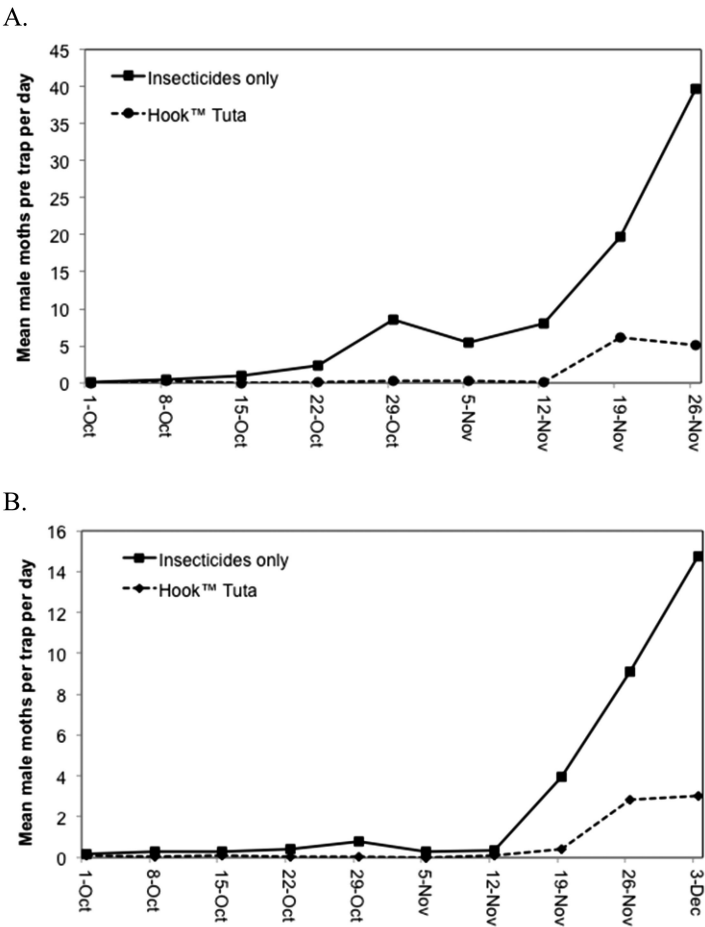 A.
Mean male moths pre trap per day
45
40
35
30
25
20
15
10
5
0
Insecticides only
Hook™ Tuta
1-Oct
8-Oct
15-Oct
22-Oct
29-Oct
5-Nov
12-Nov
19-Nov
26-Nov
B.
Mean male moths per trap per day
16
14
12
10
8
6
4
2
0
Insecticides only
Hook™ Tuta
1-Oct
8-Oct
15-Oct
22-Oct
29-Oct
5-Nov
12-Nov
19-Nov
26-Nov
3-Dec